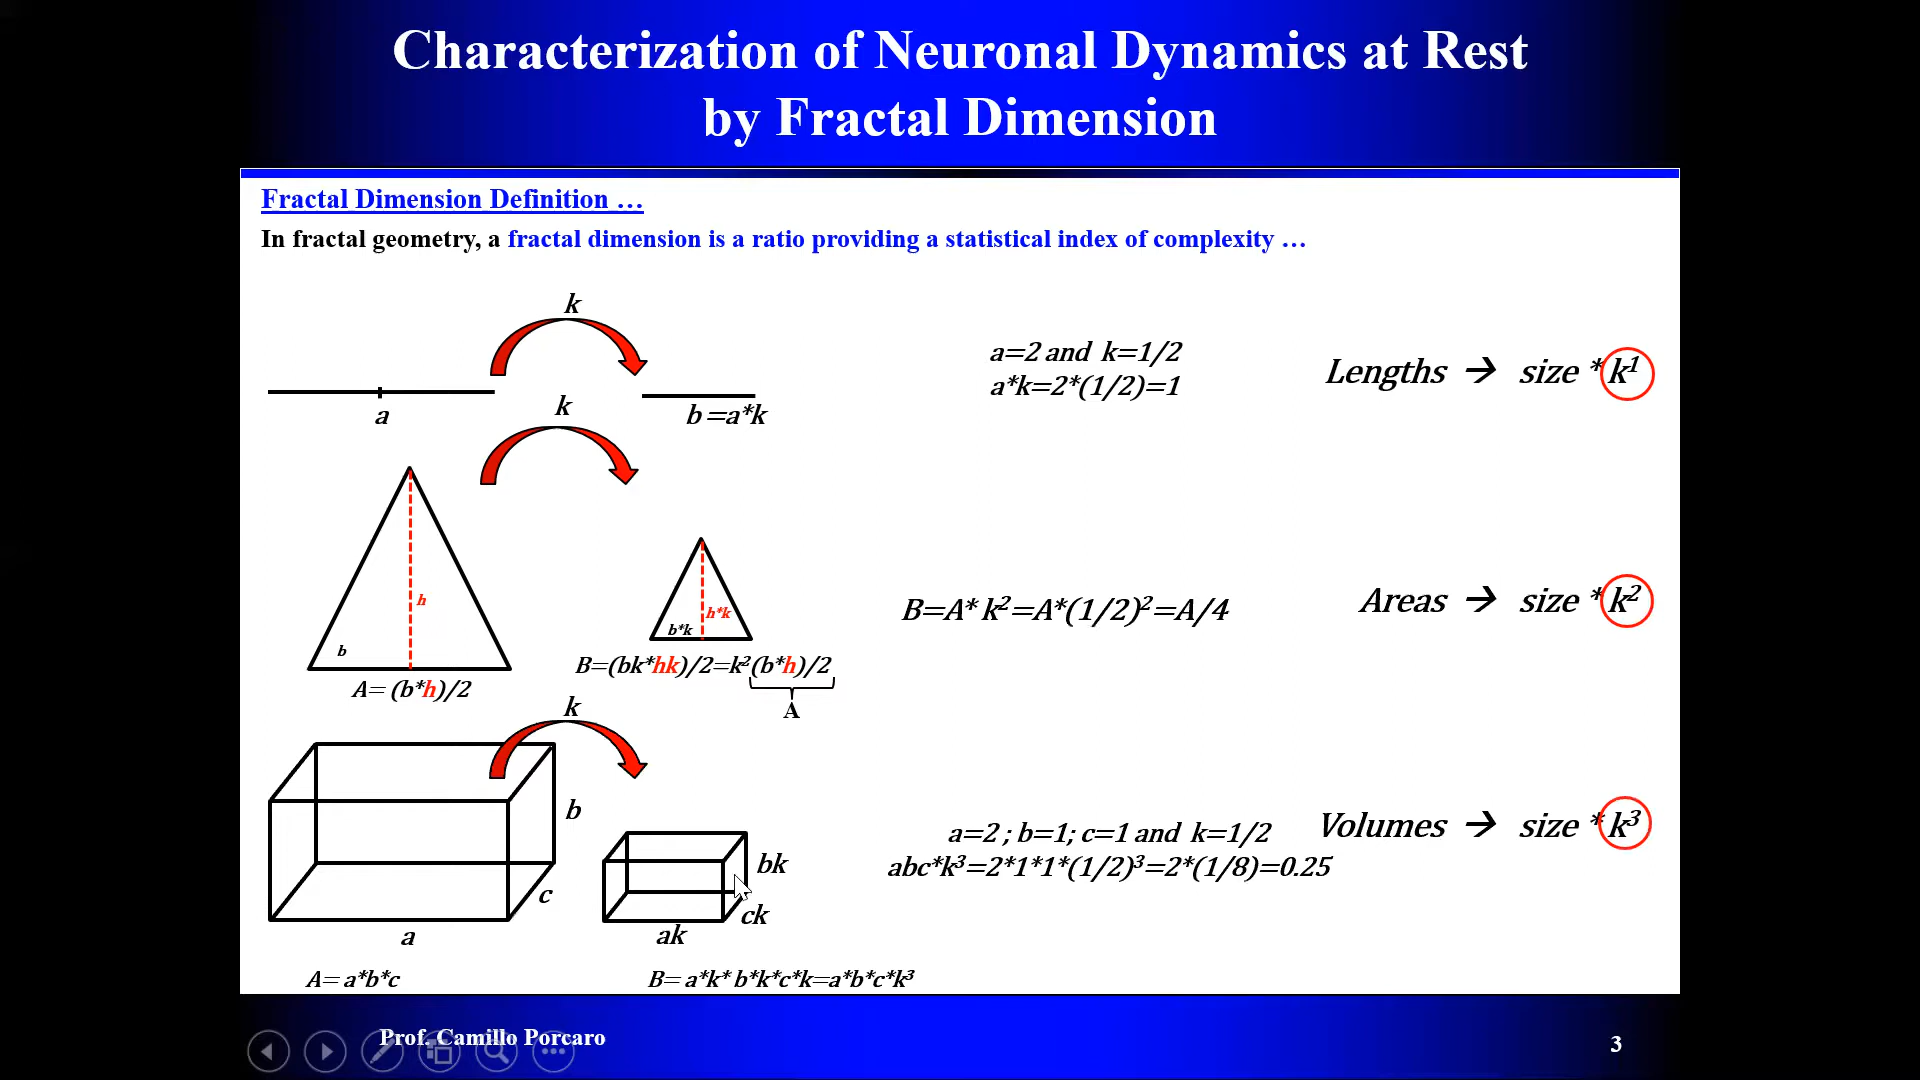 Characterization of Neuronal Dynamics at Rest
by Fractal Dimension
Fractal Dimension Definition …
In fractal geometry, a fractal dimension is a ratio providing a statistical index of complexity …
k
a
b=a*k
a=2 and k=1/2
a*k=2*(1/2)=1
Lengths → size * k¹
k
h
b
A= (b*h)/2
h*k
b*k
B=(bk*hk)/2=k²(b*h)/2
A
B=A* k²=A*(1/2)²=A/4
Areas → size * k²
k
b
c
a
A= a*b*c
bk
ck
ak
B= a*k* b*k*c*k=a*b*c*k³
a=2 ; b=1; c=1 and k=1/2
abc*k³=2*1*1*(1/2)³=2*(1/8)=0.25
Volumes → size * k³
Prof. Camillo Porcaro
3